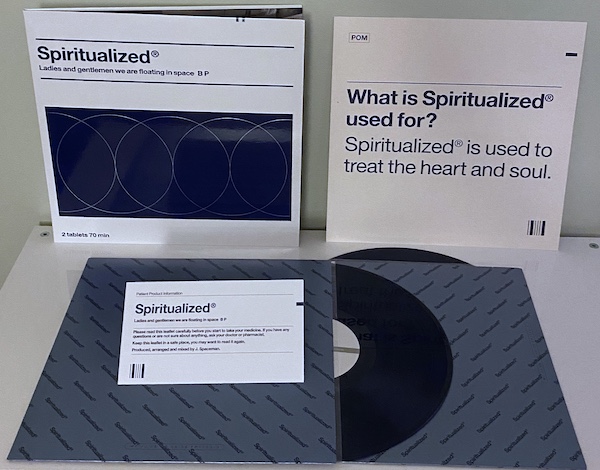 Spiritualized®
Ladies and gentlemen we are floating in space B P
2 tablets 70 min
POM
What is Spiritualized®
used for?
Spiritualized® is used to
treat the heart and soul.
Patient Product Information
Spiritualized®
Ladies and gentlemen we are floating in space B P
Please read this leaflet carefully before you start to take your medicine. If you have any
questions or are not sure about anything, ask your doctor or pharmacist.
Keep this leaflet in a safe place, you may want to read it again.
Produced, arranged and mixed by J. Spaceman.
Spiritualized®